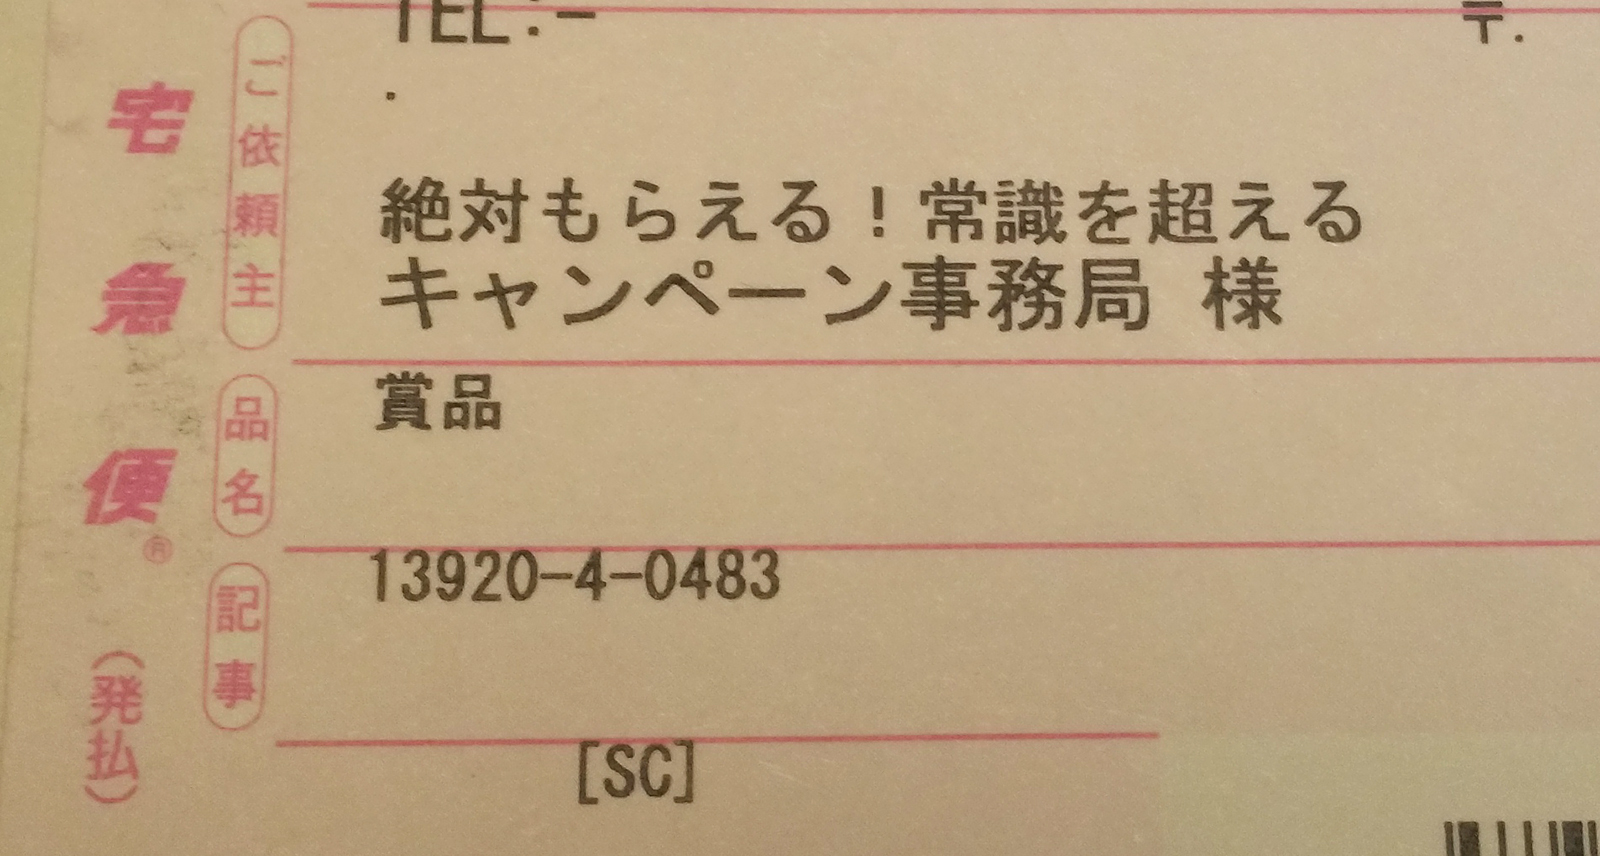 TEL:-
〒.
.
ご依頼主
絶対もらえる!常識を超える
キャンペーン事務局 様
品名
賞品
記事
13920-4-0483
[SC]
宅急便®
(発払)